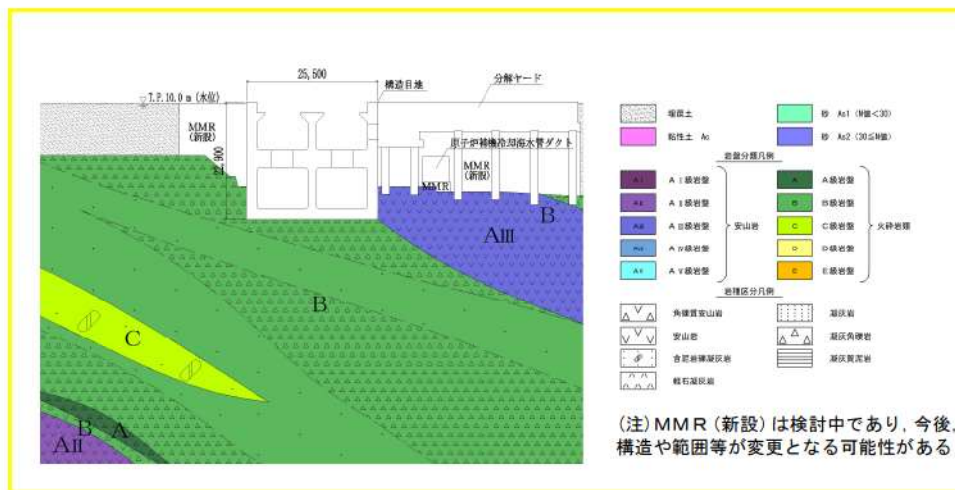 25,500
構造目地
分解ヤード
▽T.P.10.0m(水位)
MMR
(新設)
原子炉補機冷却海水管ダクト
MMR
(新設)
MMR
B
AIII
B
C
A
B
AII
埋戻土
砂 As1 (N値<30)
粘性土 Ac
砂 As2 (30≦N値)
岩盤分類凡例
AⅠ級岩盤
A A級岩盤
AⅡ級岩盤
B B級岩盤
AⅢ級岩盤
安山岩
C C級岩盤
火砕岩類
AⅣ級岩盤
D D級岩盤
AⅤ級岩盤
E E級岩盤
岩種区分凡例
角礫質安山岩
凝灰岩
安山岩
凝灰角礫岩
含泥岩礫凝灰岩
凝灰質泥岩
軽石凝灰岩
(注)MMR(新設)は検討中であり,今後,
構造や範囲等が変更となる可能性がある